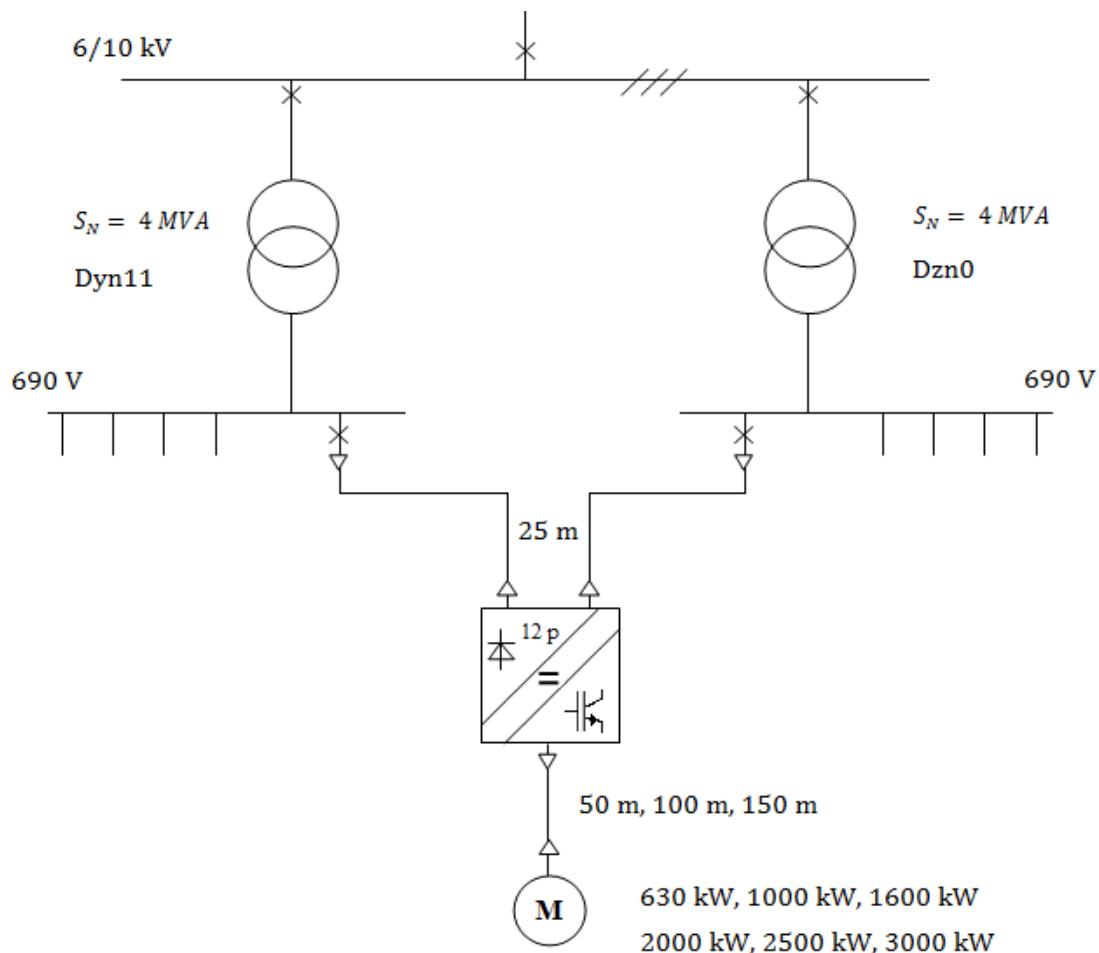 6/10 kV
S_N = 4 MVA
Dyn11
S_N = 4 MVA
Dzn0
690 V
690 V
25 m
12 p
=
50 m, 100 m, 150 m
M
630 kW, 1000 kW, 1600 kW
2000 kW, 2500 kW, 3000 kW